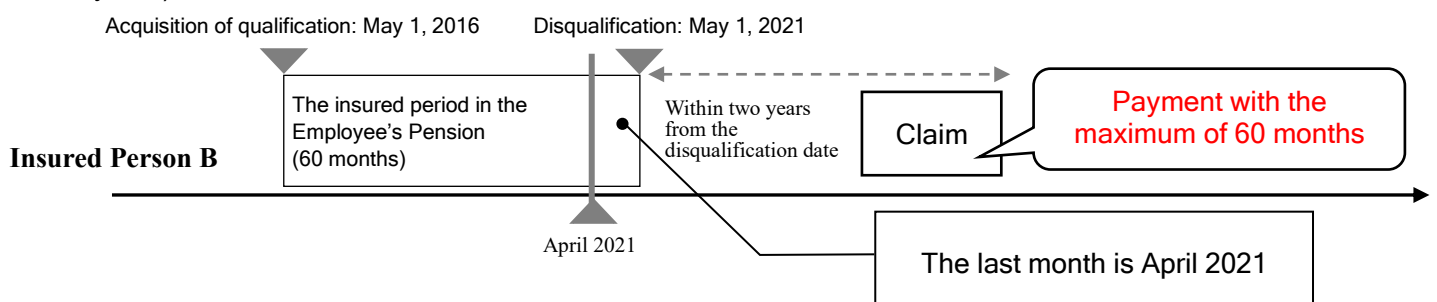 Acquisition of qualification: May 1, 2016
Disqualification: May 1, 2021
The insured period in the
Employee's Pension
(60 months)
Within two years
from the
disqualification date
Claim
Payment with the
maximum of 60 months
Insured Person B
April 2021
The last month is April 2021